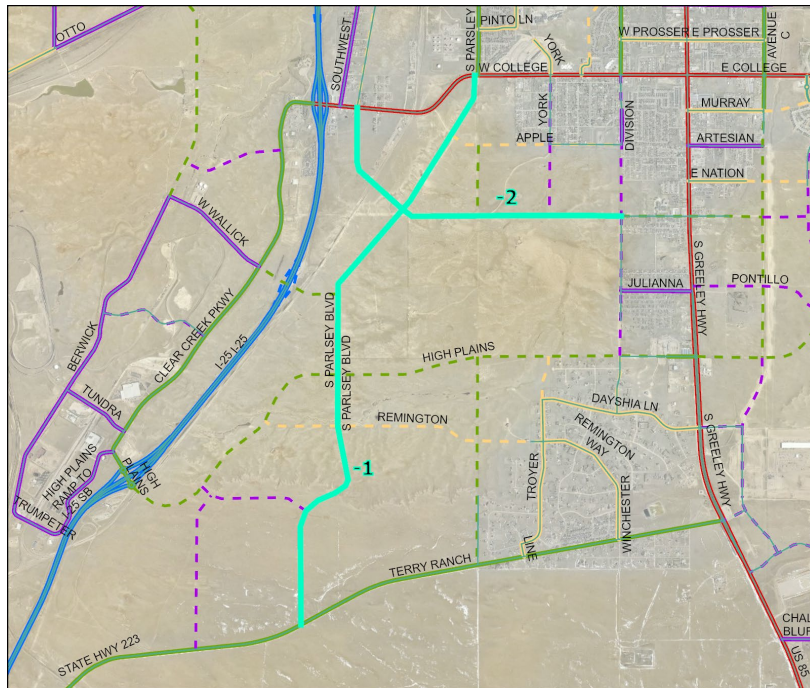 OTTO
SOUTHWEST
S PARSLEY
PINTO LN
YORK
W PROSSER
E PROSSER
AVENUE
C
W COLLEGE
E COLLEGE
YORK
DIVISION
MURRAY
APPLE
ARTESIAN
E NATION
W WALLICK
-2
S GREELEY HWY
JULIANNA
PONTILLO
CLEAR CREEK PKWY
I-25 I-25
S PARLSEY BLVD
S PARLSEY BLVD
BERWICK
HIGH PLAINS
TUNDRA
REMINGTON
DAYSHIA LN
REMINGTON
WAY
S GREELEY HWY
HIGH PLAINS
RAMP TO
I-25 SB
HIGH
PLAINS
-1
TROYER
WINCHESTER
TRUMPETER
LINE
TERRY RANCH
STATE HWY 223
CHAL
BLUF
US 85